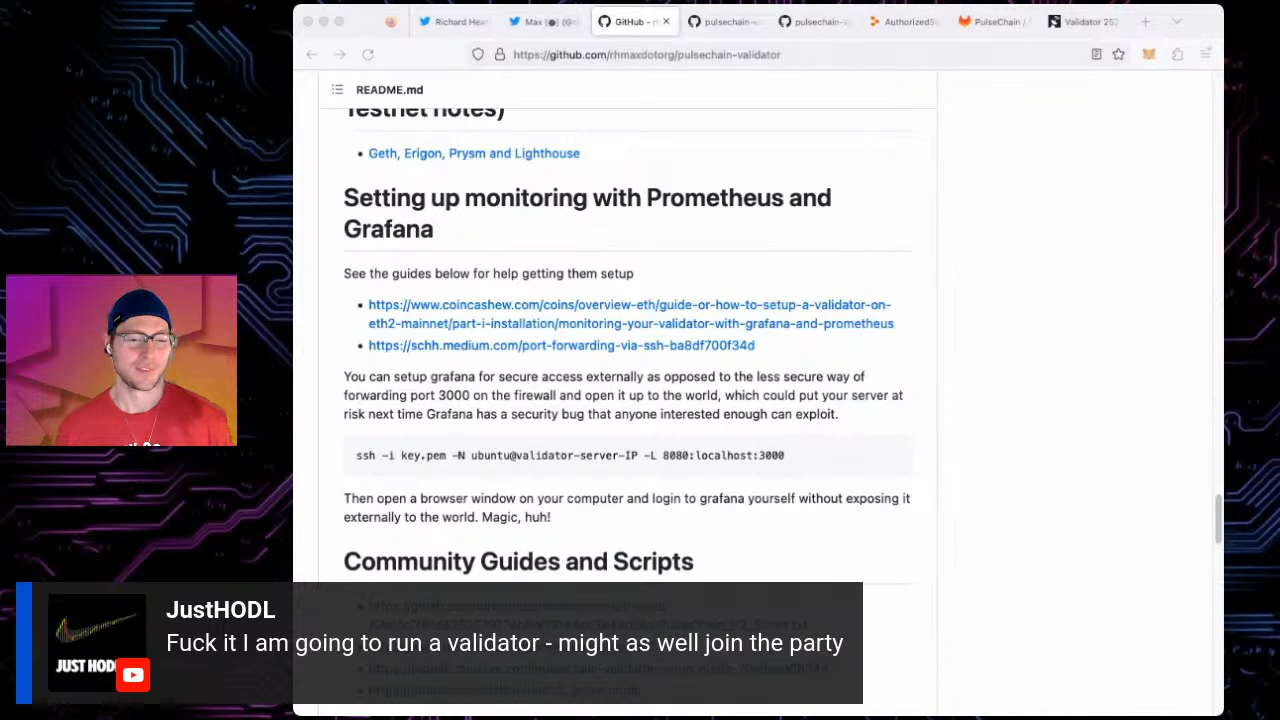 Richard Hear
Max (●) (@
GitHub - r
pulsechain-
pulsechain-
AuthorizedS
PulseChain /
Validator 252
https://github.com/rhmaxdotorg/pulsechain-validator
README.md
Testnet notes)
• Geth, Erigon, Prysm and Lighthouse
Setting up monitoring with Prometheus and
Grafana
See the guides below for help getting them setup
• https://www.coincashew.com/coins/overview-eth/guide-or-how-to-setup-a-validator-on-
eth2-mainnet/part-i-installation/monitoring-your-validator-with-grafana-and-prometheus
• https://schh.medium.com/port-forwarding-via-ssh-ba8df700f34d
You can setup grafana for secure access externally as opposed to the less secure way of
forwarding port 3000 on the firewall and open it up to the world, which could put your server at
risk next time Grafana has a security bug that anyone interested enough can exploit.
ssh -i key.pem -N ubuntu@validator-server-IP -L 8080:localhost:3000
Then open a browser window on your computer and login to grafana yourself without exposing it
externally to the world. Magic, huh!
Community Guides and Scripts
JUST HOD
JustHODL
Fuck it I am going to run a validator - might as well join the party